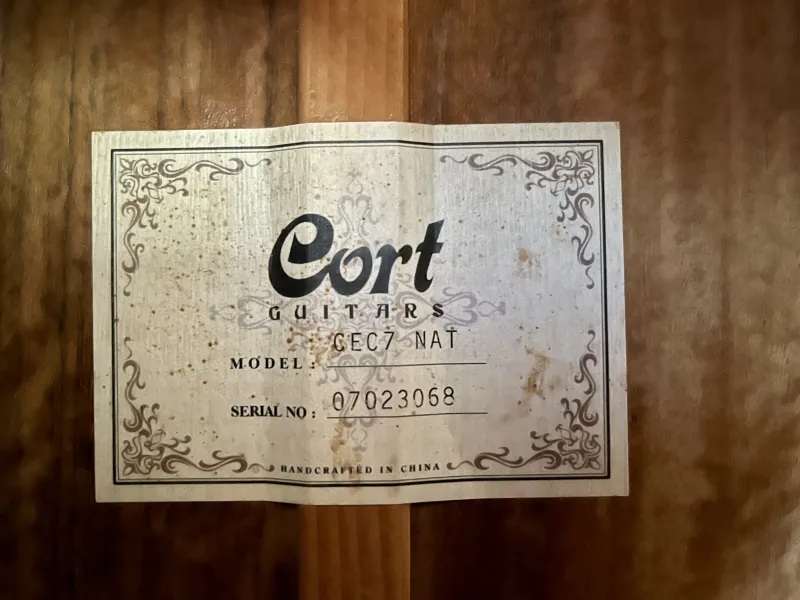 Cort
GUITARS
MODEL : CEC7 NAT
SERIAL NO : 07023068
HANDCRAFTED IN CHINA